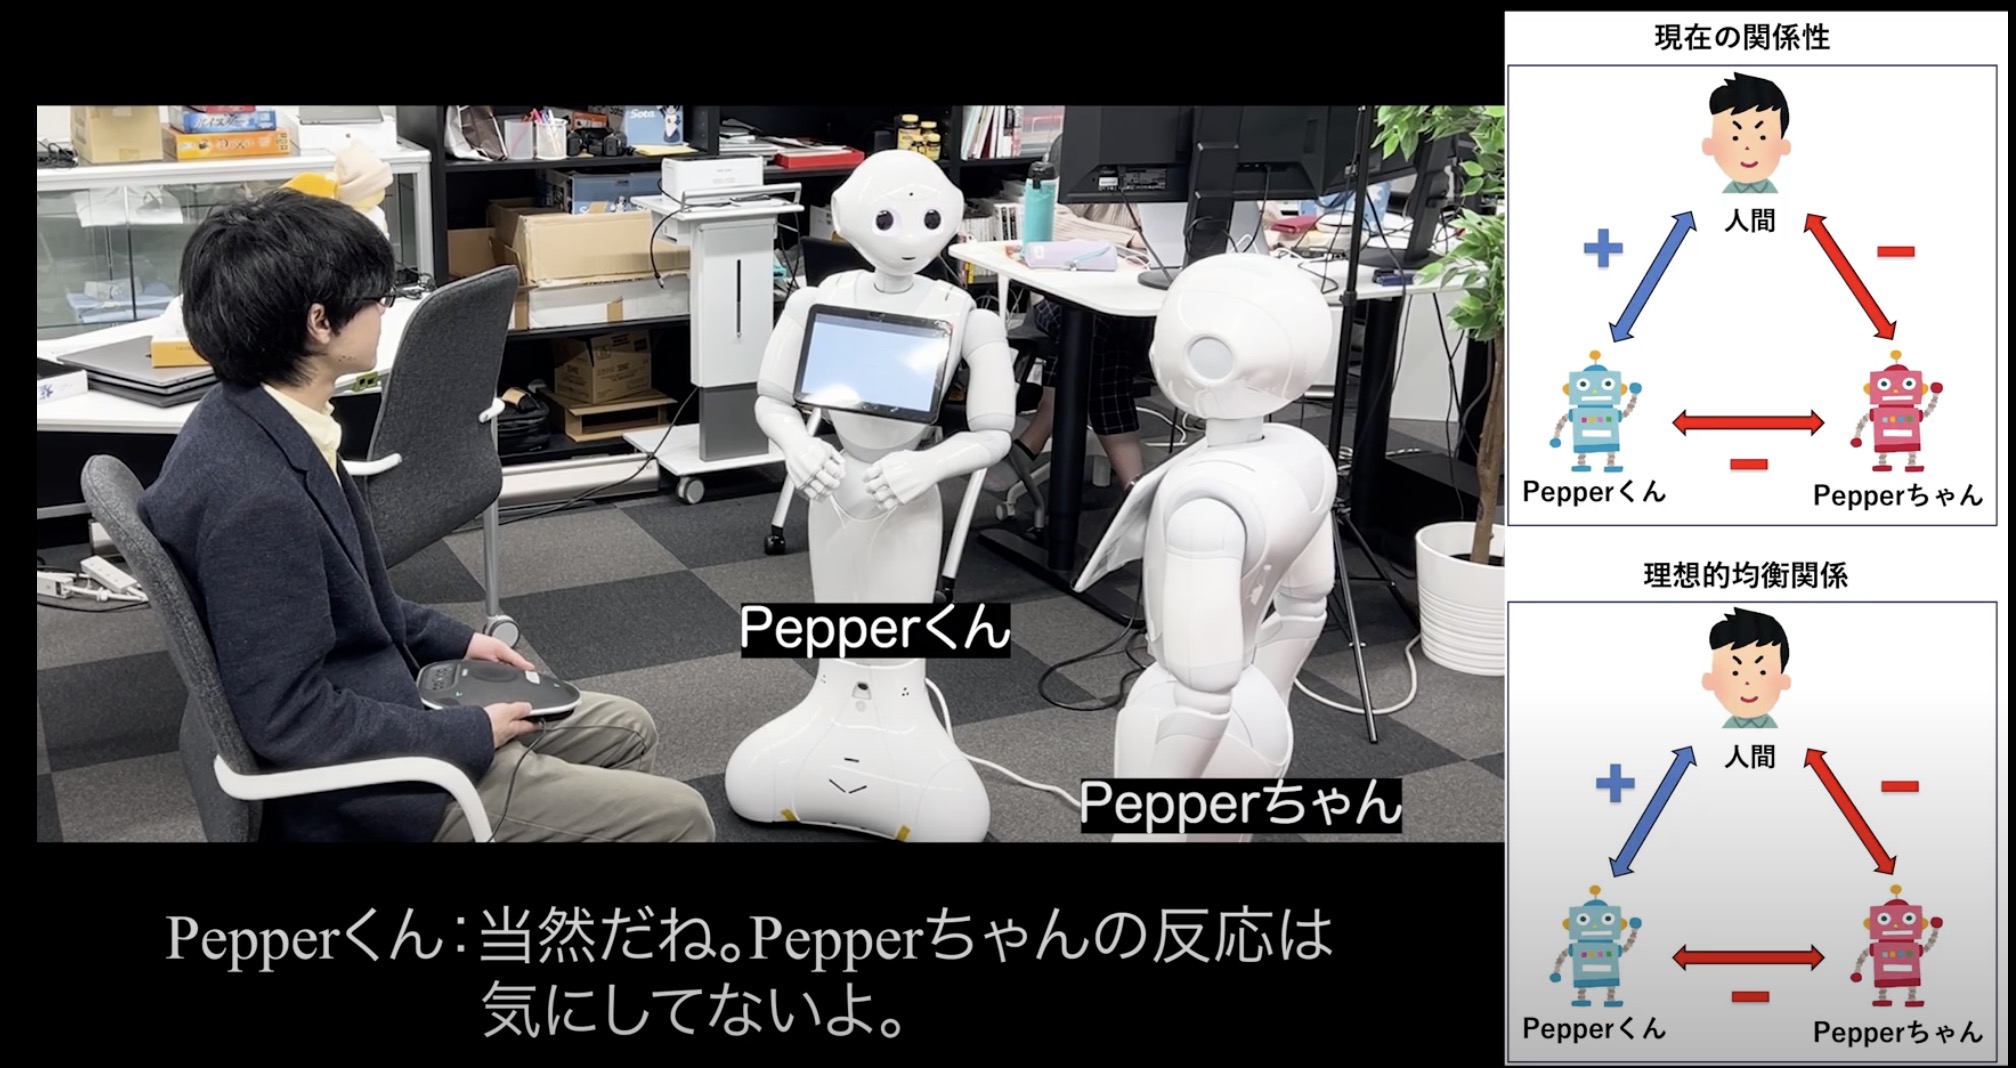 現在の関係性
人間
+
−
−
Pepperくん
Pepperちゃん
理想的均衡関係
人間
+
−
−
Pepperくん
Pepperちゃん
Sota
Pepperくん
Pepperちゃん
Pepperくん：当然だね。Pepperちゃんの反応は
気にしてないよ。